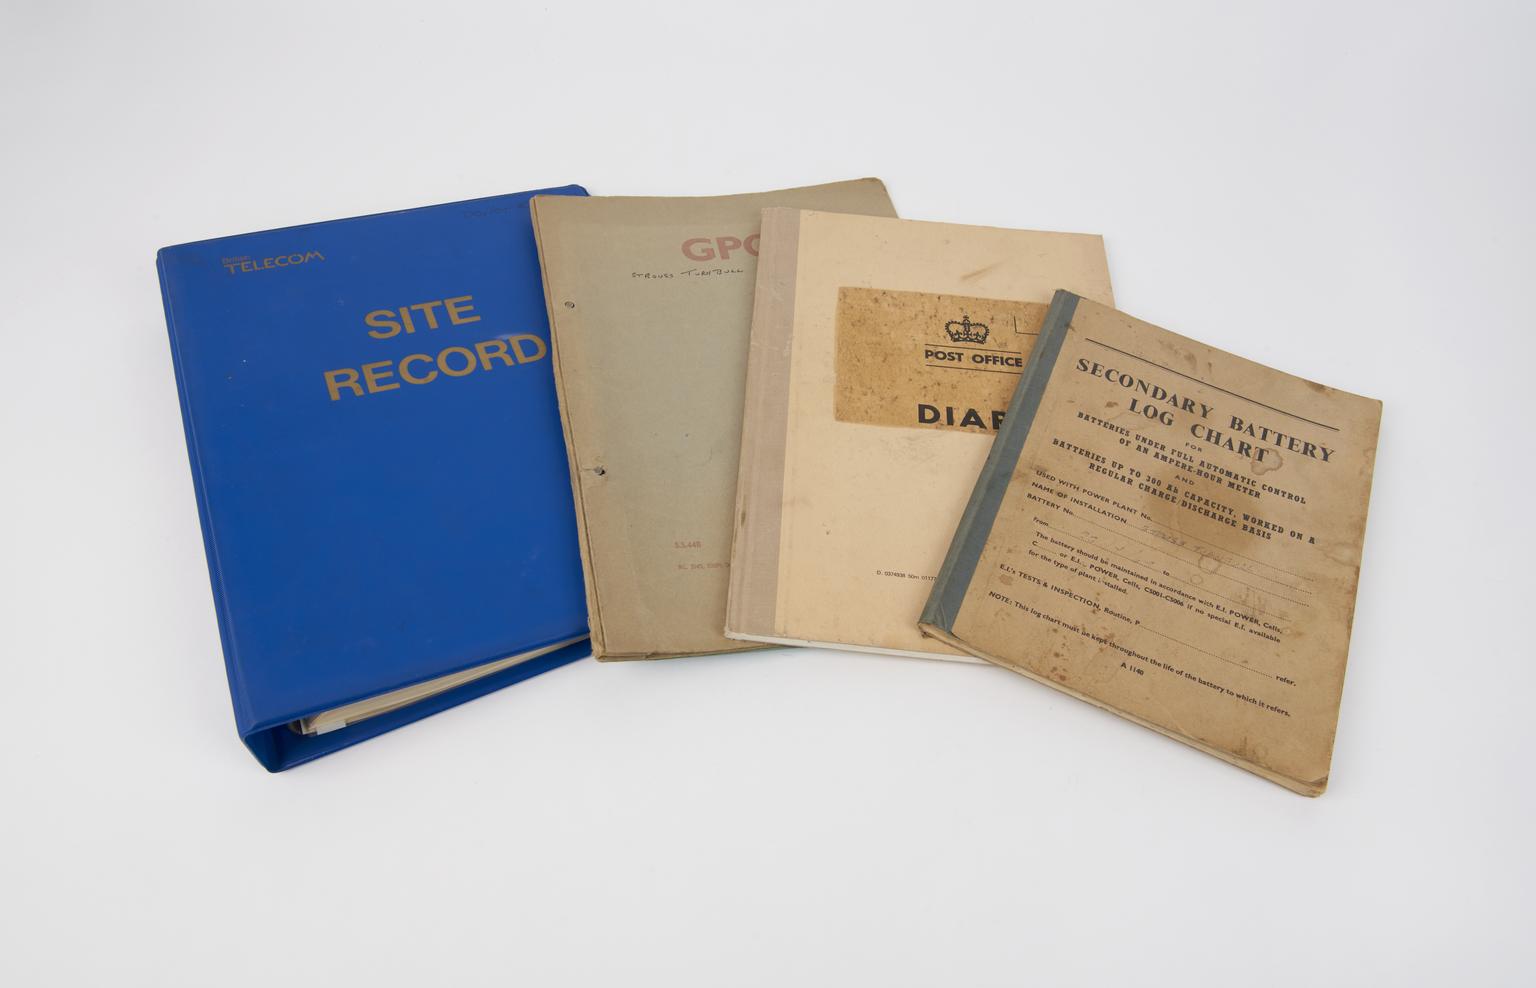 British
TELECOM
SITE
RECORD
GPO
STRAUSS TURNBULL
S.S.44B
POST OFFICE
DIAR
SECONDARY BATTERY
LOG CHART
FOR
BATTERIES UNDER FULL AUTOMATIC CONTROL
OF AN AMPERE-HOUR METER
AND
BATTERIES UP TO 300 Ah CAPACITY, WORKED ON A
REGULAR CHARGE/DISCHARGE BASIS
USED WITH POWER PLANT No.
NAME OF INSTALLATION
BATTERY No.
From to
The battery should be maintained in accordance with E.I. POWER, Cells,
C or E.I., POWER, Cells, C5001-C5006 if no special E.I. available
for the type of plant installed.
E.I.'s TESTS & INSPECTION, Routine, P refer.
NOTE: This log chart must be kept throughout the life of the battery to which it refers.
A 1140